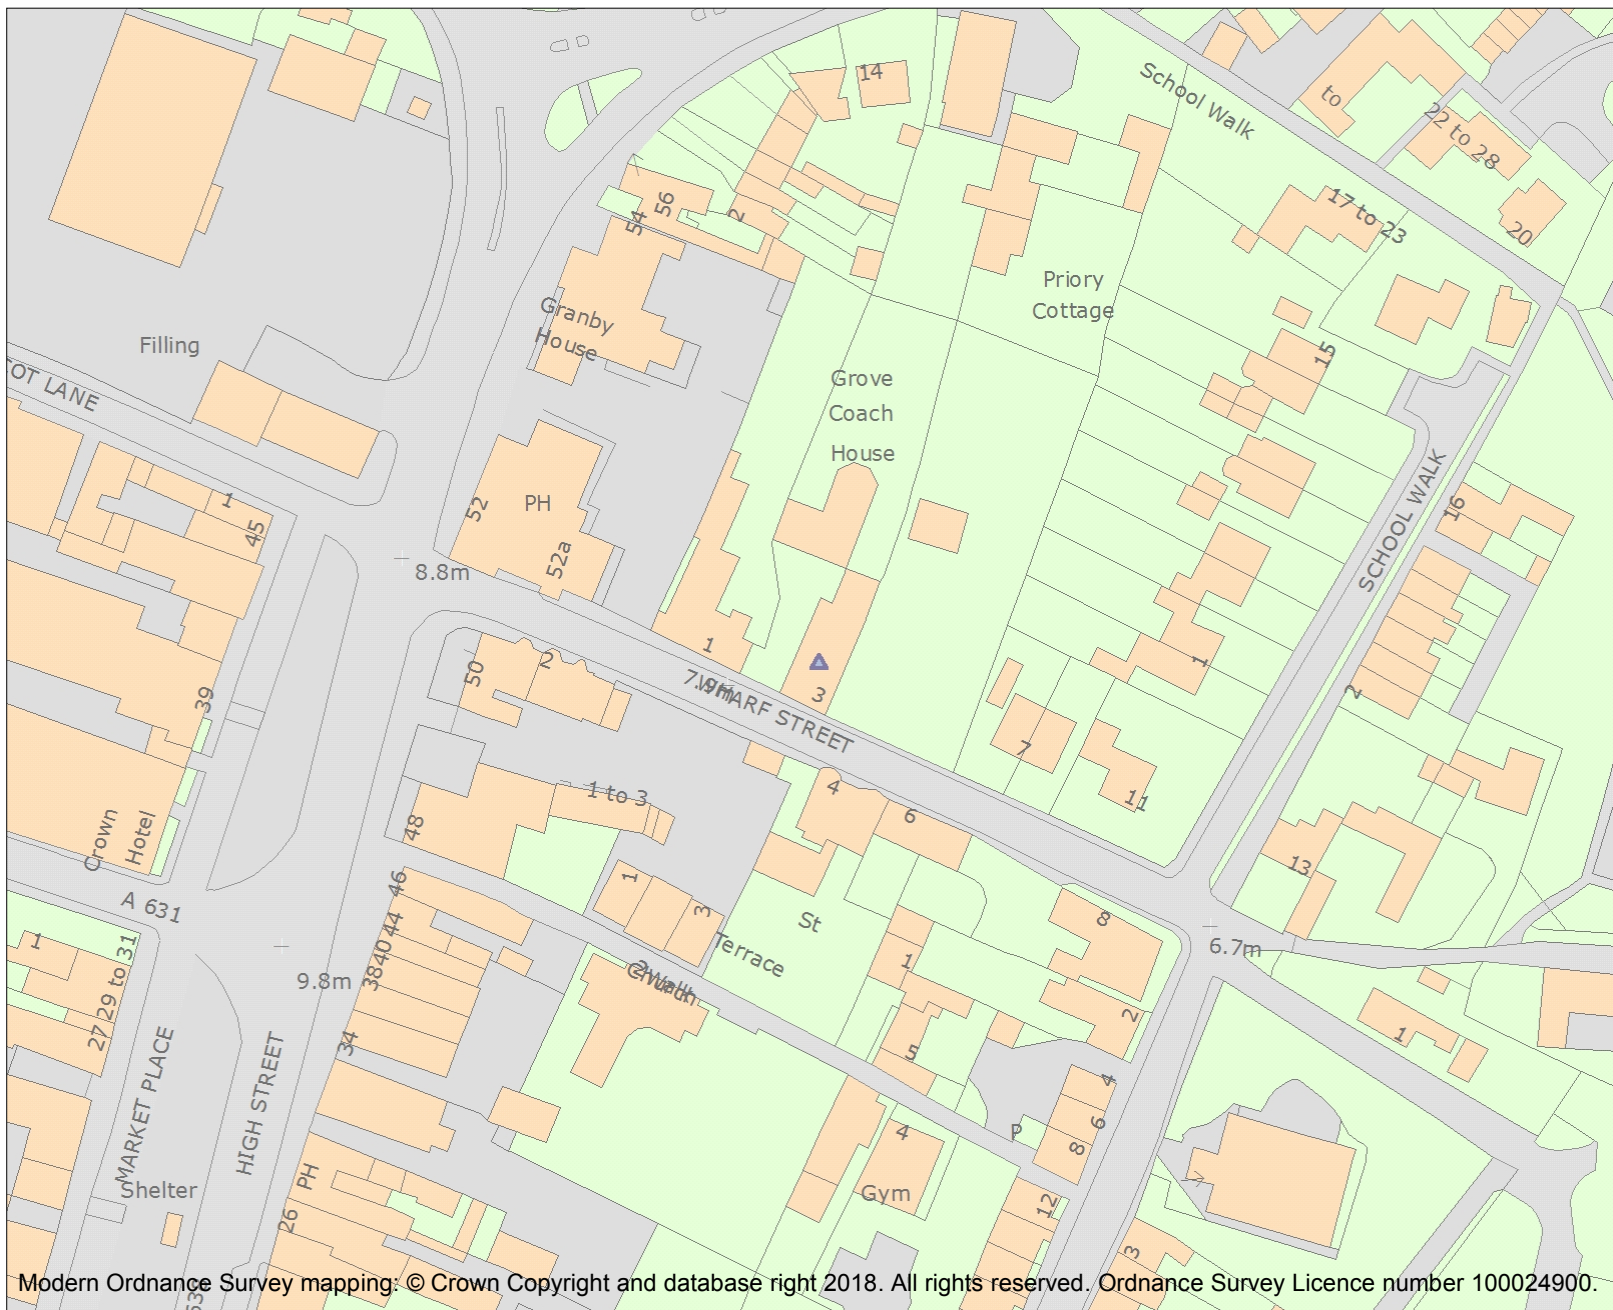 14
School Walk
to
22 to 28
17 to 23
20
54
56
2
Priory
Cottage
Granby
House
Filling
15
OT LANE
Grove
Coach
House
SCHOOL WALK
1
45
52
PH
52a
16
8.8m
1
50
2
39
7.9m
WHARF STREET
3
1
2
7
11
1 to 3
4
6
48
Crown
Hotel
13
1
3
46
44
40
38
A 631
St
Terrace
Church
Walk
2
8
6.7m
1
29 to 31
27
9.8m
34
1
5
2
1
MARKET PLACE
HIGH STREET
4
6
8
P
4
Gym
12
PH
Shelter
26
3
Modern Ordnance Survey mapping: © Crown Copyright and database right 2018. All rights reserved. Ordnance Survey Licence number 100024900.